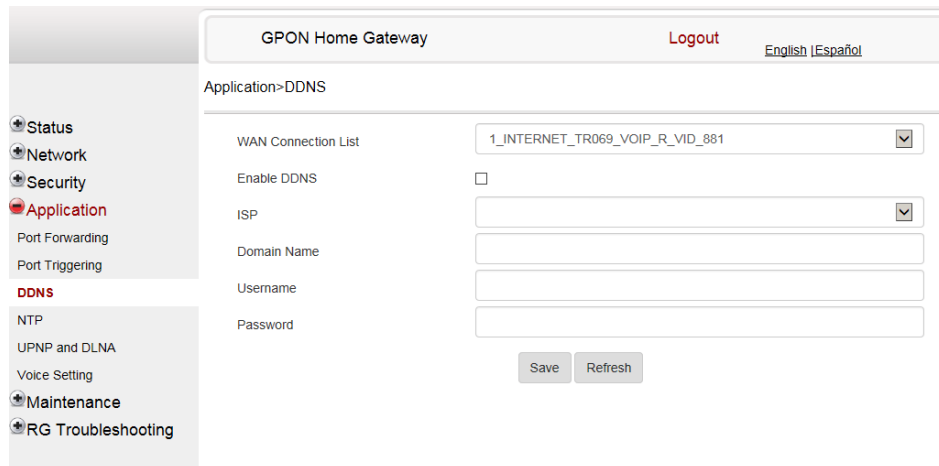 GPON Home Gateway
Logout
English |Español
Application>DDNS
Status
Network
Security
Application
Port Forwarding
Port Triggering
DDNS
NTP
UPNP and DLNA
Voice Setting
Maintenance
RG Troubleshooting
WAN Connection List
1_INTERNET_TR069_VOIP_R_VID_881
Enable DDNS
ISP
Domain Name
Username
Password
Save
Refresh